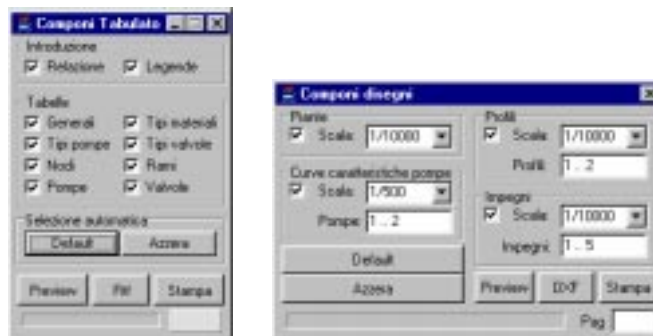 Componi Tabulato
Introduzione
Relazione Legende
Tabelle
Generali Tipi materiali
Tipi pompe Tipi valvole
Nodi Rami
Pompe Valvole
Selezione automatica
Default Azzera
Preview Rtf Stampa
Componi disegni
Piante
Scala: 1/10000
Curve caratteristiche pompe
Scala: 1/500
Pompe: 1..2
Default
Azzera
Profili
Scala: 1/10000
Profili: 1..2
Impegni
Scala: 1/10000
Impegni: 1..5
Preview DXF Stampa
Pag